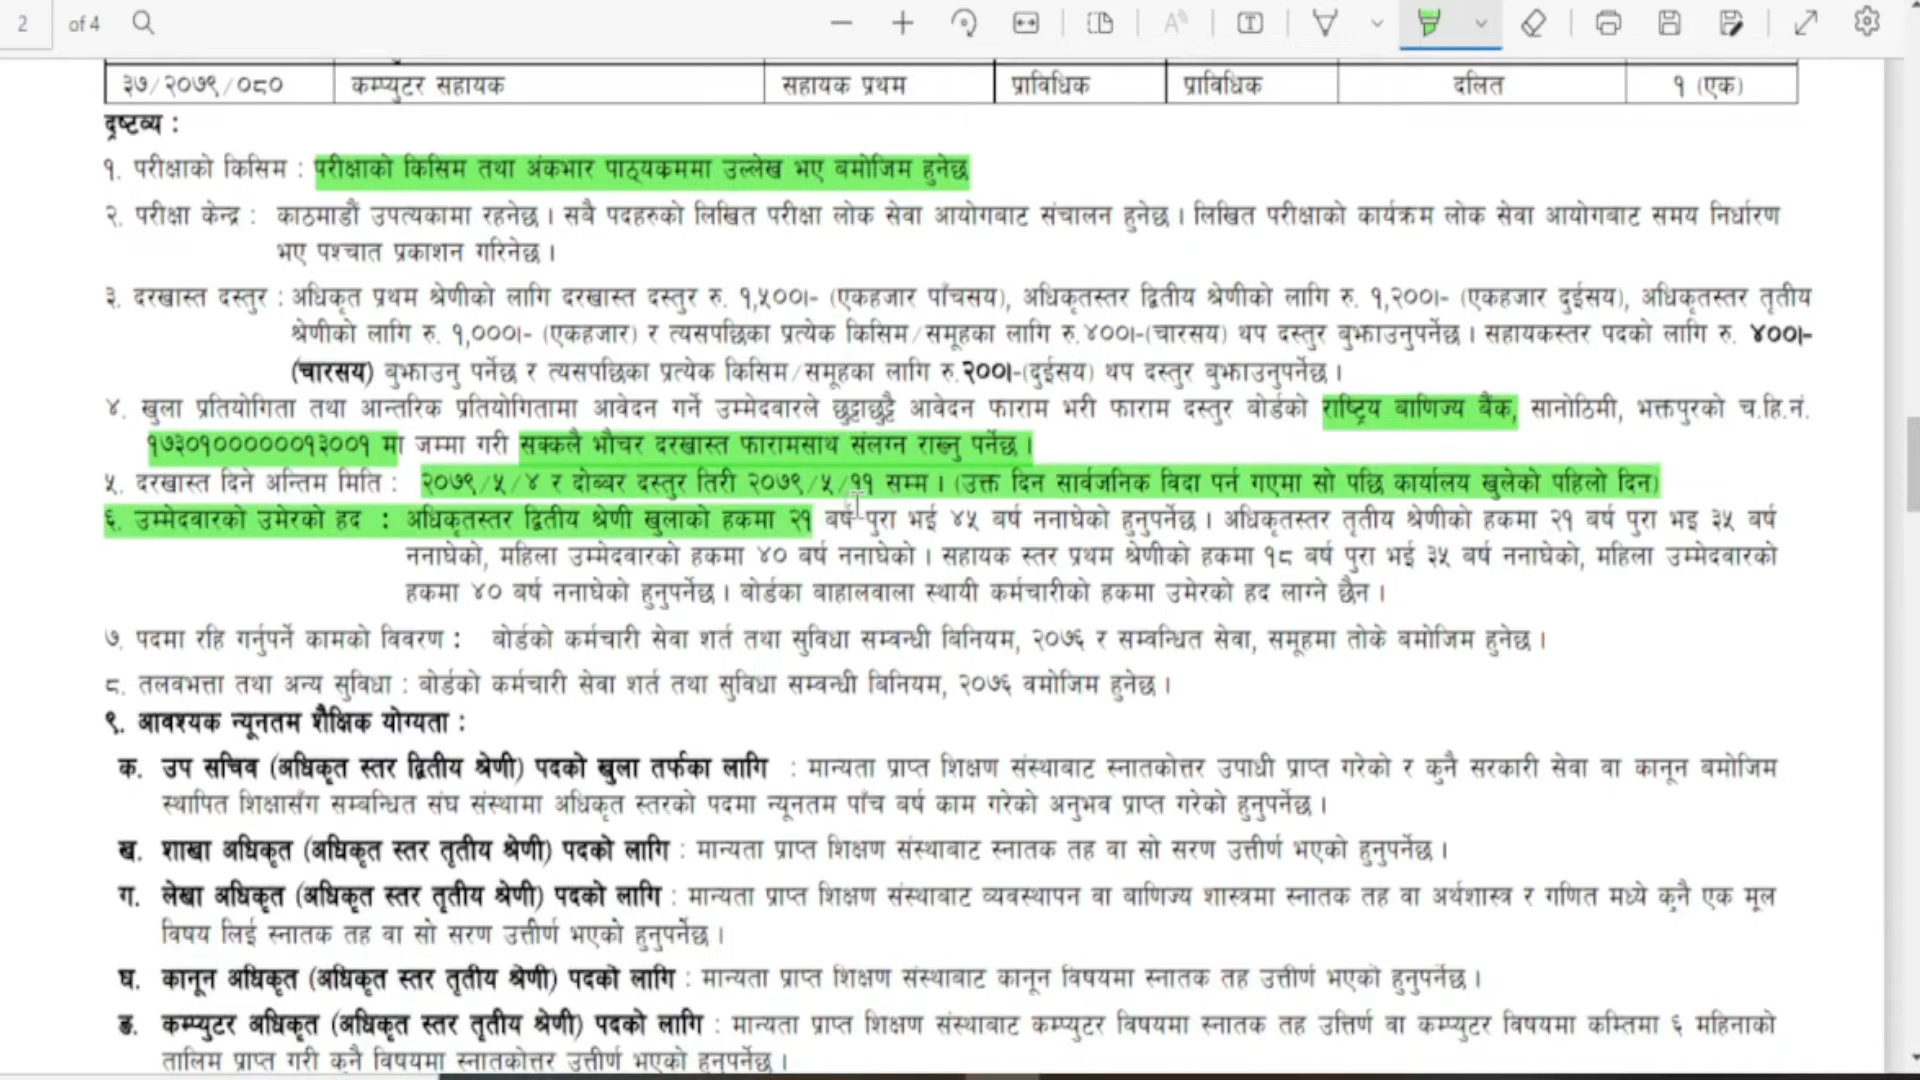 2 of 4
३७/२०७९/०८० कम्प्युटर सहायक सहायक प्रथम प्राविधिक प्राविधिक दलित १ (एक)
द्रष्टव्य :
१. परीक्षाको किसिम : परीक्षाको किसिम तथा अंकभार पाठ्यक्रममा उल्लेख भए बमोजिम हुनेछ
२. परीक्षा केन्द्र : काठमाडौं उपत्यकामा रहनेछ । सबै पदहरुको लिखित परीक्षा लोक सेवा आयोगबाट संचालन हुनेछ । लिखित परीक्षाको कार्यक्रम लोक सेवा आयोगबाट समय निर्धारण
भए पश्चात प्रकाशन गरिनेछ ।
३. दरखास्त दस्तुर : अधिकृत प्रथम श्रेणीको लागि दरखास्त दस्तुर रु. १,५००।- (एकहजार पाँचसय), अधिकृतस्तर द्वितीय श्रेणीको लागि रु. १,२००।- (एकहजार दुईसय), अधिकृतस्तर तृतीय
श्रेणीको लागि रु. १,०००।- (एकहजार) र त्यसपछिका प्रत्येक किसिम/समूहका लागि रु.४००।-(चारसय) थप दस्तुर बुझाउनुपर्नेछ । सहायकस्तर पदको लागि रु. ४००।-
(चारसय) बुझाउनु पर्नेछ र त्यसपछिका प्रत्येक किसिम/समूहका लागि रु.२००।-(दुईसय) थप दस्तुर बुझाउनुपर्नेछ ।
४. खुला प्रतियोगिता तथा आन्तरिक प्रतियोगितामा आवेदन गर्ने उम्मेदवारले छुट्टाछुट्टै आवेदन फाराम भरी फाराम दस्तुर बोर्डको राष्ट्रिय बाणिज्य बैंक, सानोठिमी, भक्तपुरको च.हि.नं.
१७३०१००००००१३००१ मा जम्मा गरी सक्कलै भौचर दरखास्त फारामसाथ संलग्न राख्नु पर्नेछ ।
५. दरखास्त दिने अन्तिम मिति : २०७९/५/४ र दोब्बर दस्तुर तिरी २०७९/५/११ सम्म । (उक्त दिन सार्वजनिक विदा पर्न गएमा सो पछि कार्यालय खुलेको पहिलो दिन)
६. उम्मेदवारको उमेरको हद : अधिकृतस्तर द्वितीय श्रेणी खुलाको हकमा २१ बर्ष पुरा भई ४५ बर्ष ननाघेको हुनुपर्नेछ । अधिकृतस्तर तृतीय श्रेणीको हकमा २१ बर्ष पुरा भइ ३५ बर्ष
ननाघेको, महिला उम्मेदवारको हकमा ४० बर्ष ननाघेको । सहायक स्तर प्रथम श्रेणीको हकमा १८ बर्ष पुरा भई ३५ बर्ष ननाघेको, महिला उम्मेदवारको
हकमा ४० बर्ष ननाघेको हुनुपर्नेछ । बोर्डका बाहालवाला स्थायी कर्मचारीको हकमा उमेरको हद लाग्ने छैन ।
७. पदमा रहि गर्नुपर्ने कामको विवरण : बोर्डको कर्मचारी सेवा शर्त तथा सुविधा सम्वन्धी बिनियम, २०७६ र सम्वन्धित सेवा, समूहमा तोके बमोजिम हुनेछ ।
८. तलवभत्ता तथा अन्य सुविधा : बोर्डको कर्मचारी सेवा शर्त तथा सुविधा सम्वन्धी बिनियम, २०७६ वमोजिम हुनेछ ।
९. आवश्यक न्यूनतम शैक्षिक योग्यता :
क. उप सचिव (अधिकृत स्तर द्वितीय श्रेणी) पदको खुला तर्फका लागि : मान्यता प्राप्त शिक्षण संस्थाबाट स्नातकोत्तर उपाधी प्राप्त गरेको र कुनै सरकारी सेवा वा कानून बमोजिम
स्थापित शिक्षासँग सम्बन्धित संघ संस्थामा अधिकृत स्तरको पदमा न्यूनतम पाँच बर्ष काम गरेको अनुभव प्राप्त गरेको हुनुपर्नेछ ।
ख. शाखा अधिकृत (अधिकृत स्तर तृतीय श्रेणी) पदको लागि : मान्यता प्राप्त शिक्षण संस्थाबाट स्नातक तह वा सो सरण उत्तीर्ण भएको हुनुपर्नेछ ।
ग. लेखा अधिकृत (अधिकृत स्तर तृतीय श्रेणी) पदको लागि : मान्यता प्राप्त शिक्षण संस्थाबाट व्यवस्थापन वा बाणिज्य शास्त्रमा स्नातक तह वा अर्थशास्त्र र गणित मध्ये कुनै एक मूल
विषय लिई स्नातक तह वा सो सरण उत्तीर्ण भएको हुनुपर्नेछ ।
घ. कानून अधिकृत (अधिकृत स्तर तृतीय श्रेणी) पदको लागि : मान्यता प्राप्त शिक्षण संस्थाबाट कानून विषयमा स्नातक तह उत्तीर्ण भएको हुनुपर्नेछ ।
ङ. कम्प्युटर अधिकृत (अधिकृत स्तर तृतीय श्रेणी) पदको लागि : मान्यता प्राप्त शिक्षण संस्थाबाट कम्प्युटर विषयमा स्नातक तह उत्तिर्ण वा कम्प्युटर विषयमा कम्तिमा ६ महिनाको
तालिम प्राप्त गरी कुनै विषयमा स्नातकोत्तर उत्तीर्ण भएको हुनुपर्नेछ ।